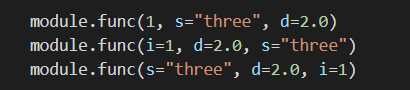 module.func(1, s="three", d=2.0)
module.func(i=1, d=2.0, s="three")
module.func(s="three", d=2.0, i=1)